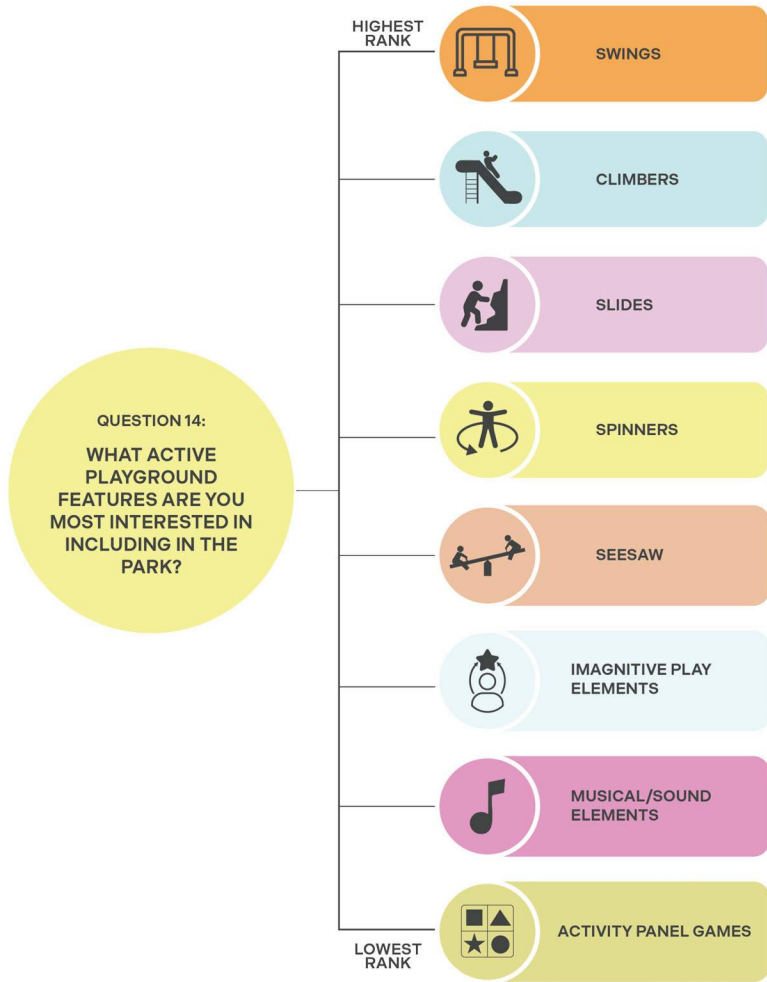 HIGHEST
RANK
SWINGS
CLIMBERS
SLIDES
QUESTION 14:
WHAT ACTIVE
PLAYGROUND
FEATURES ARE YOU
MOST INTERESTED IN
INCLUDING IN THE
PARK?
SPINNERS
SEESAW
IMAGNITIVE PLAY
ELEMENTS
MUSICAL/SOUND
ELEMENTS
ACTIVITY PANEL GAMES
LOWEST
RANK